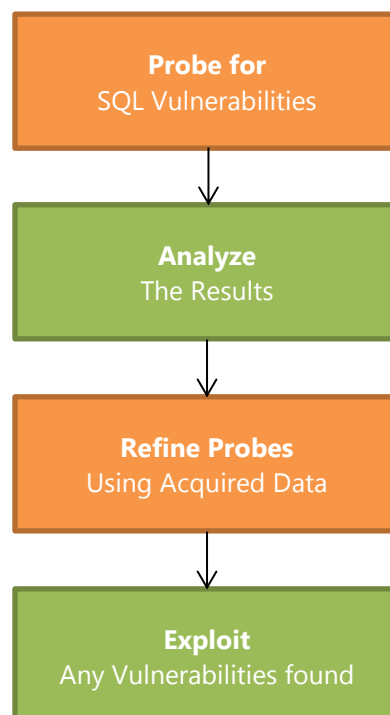 Probe for
SQL Vulnerabilities
Analyze
The Results
Refine Probes
Using Acquired Data
Exploit
Any Vulnerabilities found